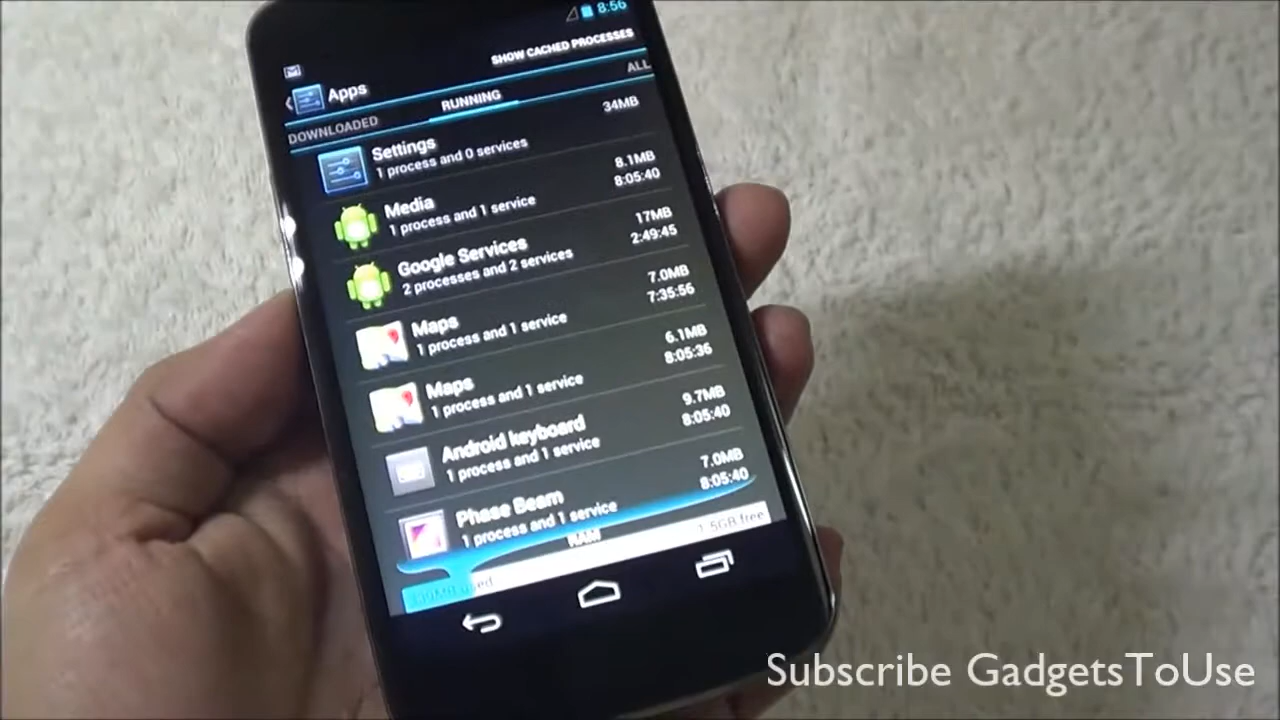 8:56
SHOW CACHED PROCESSES
Apps
DOWNLOADED
RUNNING
ALL
Settings
34MB
1 process and 0 services
Media
8.1MB
1 process and 1 service
8:05:40
Google Services
17MB
2 processes and 2 services
2:49:45
Maps
7.0MB
1 process and 1 service
7:35:56
Maps
6.1MB
1 process and 1 service
8:05:36
Android keyboard
9.7MB
1 process and 1 service
8:05:40
Phase Beam
7.0MB
1 process and 1 service
8:05:40
RAM
1.5GB free
used
Subscribe GadgetsToUse